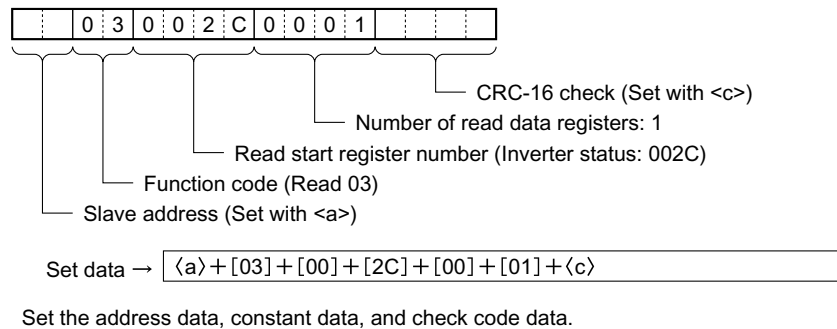 0 3 0 0 2 C 0 0 0 1
CRC-16 check (Set with <c>)
Number of read data registers: 1
Read start register number (Inverter status: 002C)
Function code (Read 03)
Slave address (Set with <a>)
Set data → ⟨a⟩+[03]+[00]+[2C]+[00]+[01]+⟨c⟩
Set the address data, constant data, and check code data.